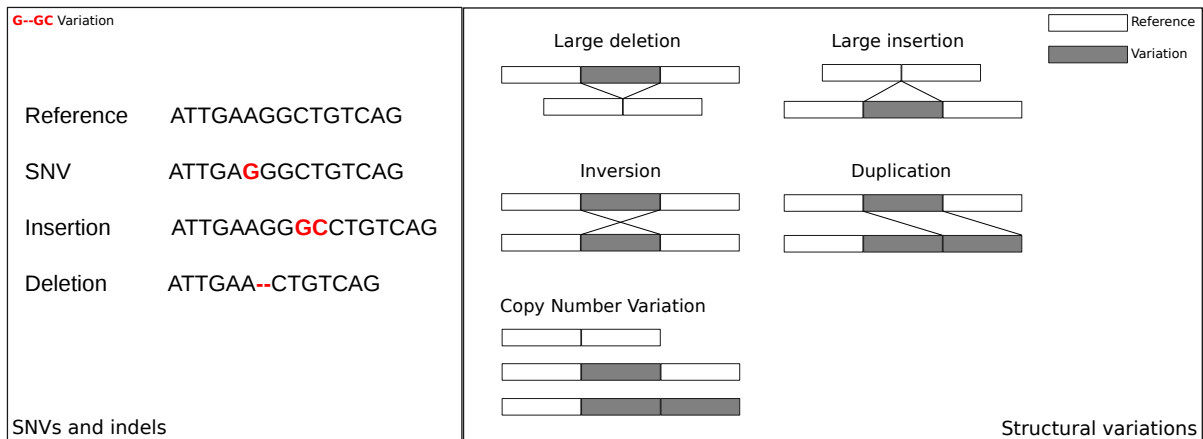 G--GC Variation
Reference ATTGAAGGCTGTCAG
SNV ATTGAGGGCTGTCAG
Insertion ATTGAAGGGCCTGTCAG
Deletion ATTGAA--CTGTCAG
SNVs and indels
Reference
Variation
Large deletion
Large insertion
Inversion
Duplication
Copy Number Variation
Structural variations